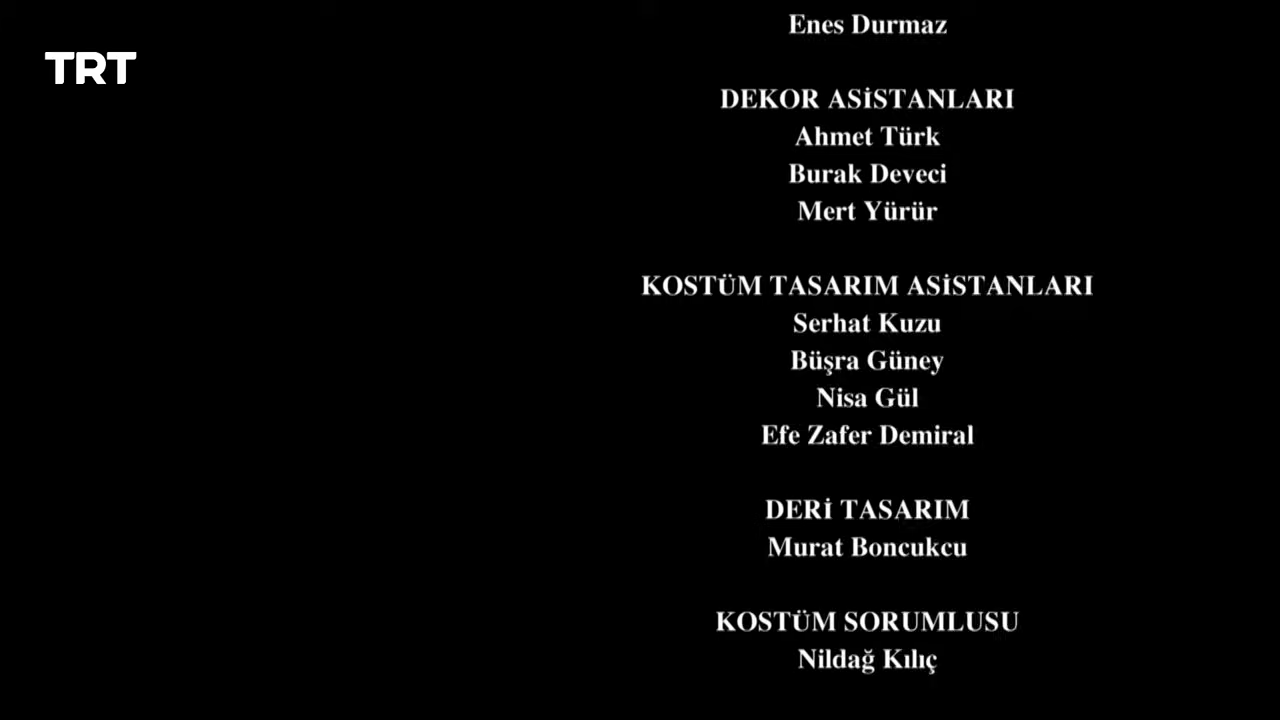 TRT
Enes Durmaz
DEKOR ASİSTANLARI
Ahmet Türk
Burak Deveci
Mert Yürür
KOSTÜM TASARIM ASİSTANLARI
Serhat Kuzu
Büşra Güney
Nisa Gül
Efe Zafer Demiral
DERİ TASARIM
Murat Boncukcu
KOSTÜM SORUMLUSU
Nildağ Kılıç